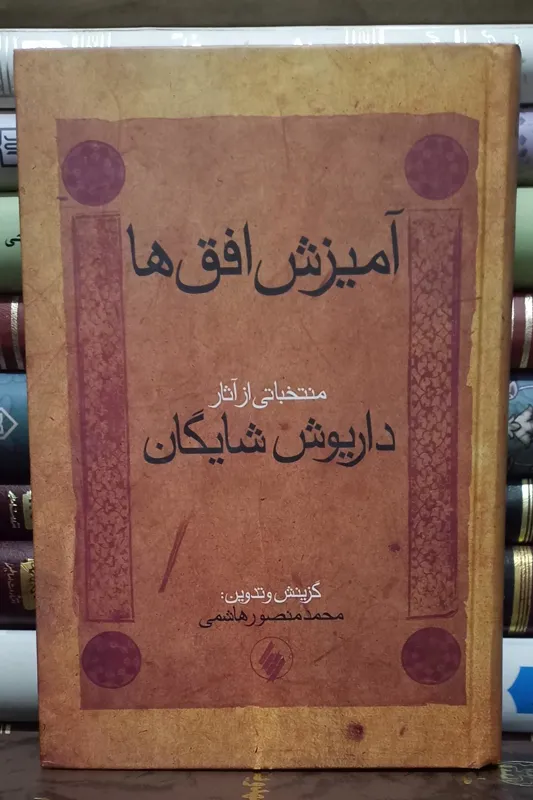 آمیزش افق‌ها
منتخباتی از آثار
داریوش شایگان
گزینش و تدوین:
محمد منصور هاشمی